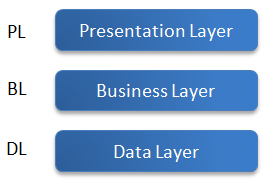 PL Presentation Layer
BL Business Layer
DL Data Layer